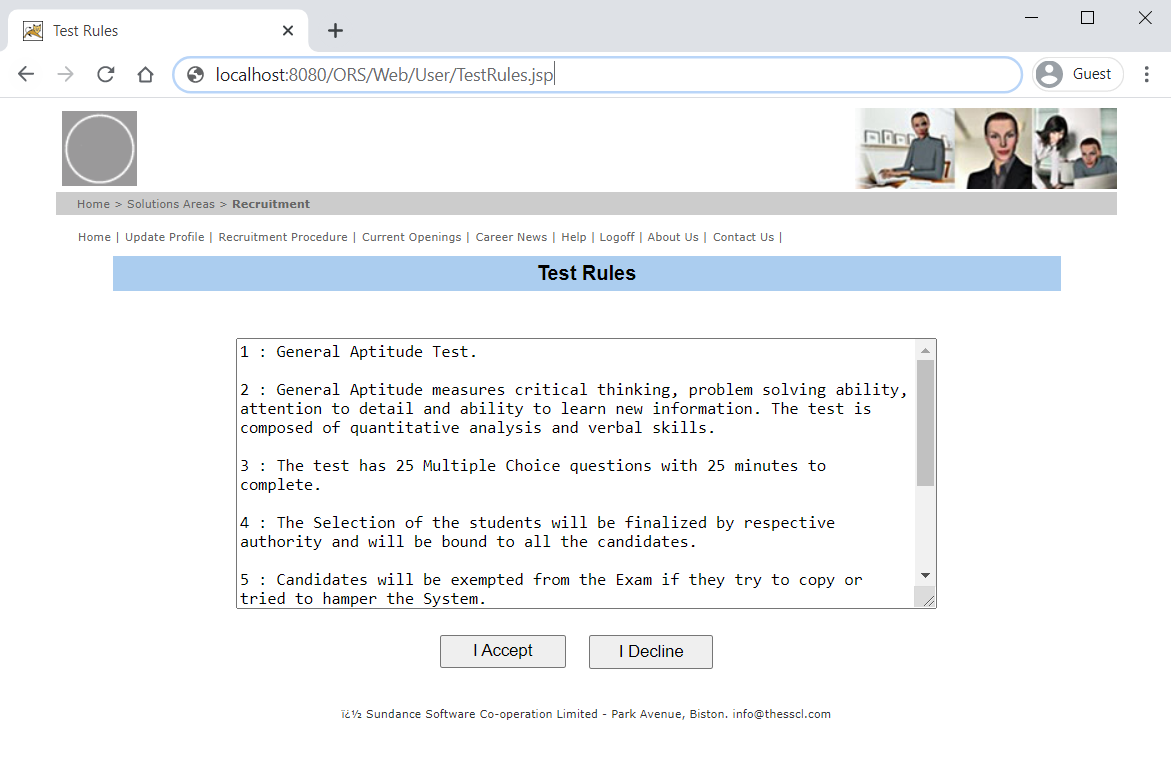 Test Rules
localhost:8080/ORS/Web/User/TestRules.jsp
Guest
Home > Solutions Areas > Recruitment
Home | Update Profile | Recruitment Procedure | Current Openings | Career News | Help | Logoff | About Us | Contact Us |
Test Rules
1 : General Aptitude Test.
2 : General Aptitude measures critical thinking, problem solving ability,
attention to detail and ability to learn new information. The test is
composed of quantitative analysis and verbal skills.
3 : The test has 25 Multiple Choice questions with 25 minutes to
complete.
4 : The Selection of the students will be finalized by respective
authority and will be bound to all the candidates.
5 : Candidates will be exempted from the Exam if they try to copy or
tried to hamper the System.
I Accept I Decline
ï¿½ Sundance Software Co-operation Limited - Park Avenue, Biston. info@thesscl.com